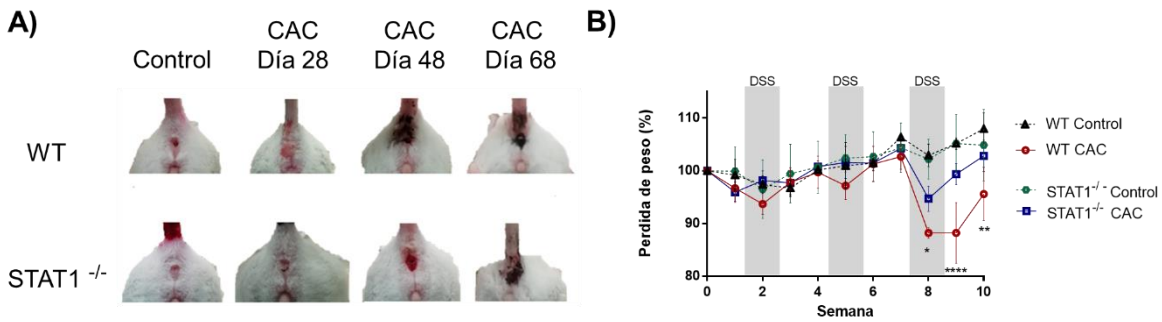 A)
Control
CAC
Día 28
CAC
Día 48
CAC
Día 68
WT
STAT1 -/-
B)
DSS
DSS
DSS
Perdida de peso (%)
110
100
90
80
0
2
4
6
8
10
*
****
**
Semana
WT Control
WT CAC
STAT1-/- Control
STAT1-/- CAC